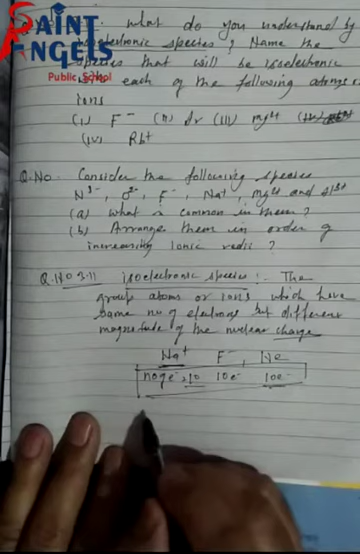 SAINT
ANGELS
Public School
What do you understand by
isoelectronic species? Name the
species that will be isoelectronic
with each of the following atoms or
ions
(i) F⁻ (ii) Ar (iii) Mg²⁺
(iv) Rb⁺
Q.No. Consider the following species
N³⁻, O²⁻, F⁻, Na⁺, Mg²⁺ and Al³⁺
(a) What is common in them?
(b) Arrange them in order of
increasing Ionic radii?
Q.No 3.11 isoelectronic species:- The
group atoms or ions which have
same no of electrons but different
magnitude of the nuclear charge
Na⁺ F⁻, Ne
no of e⁻ = 10 10e⁻ 10e⁻